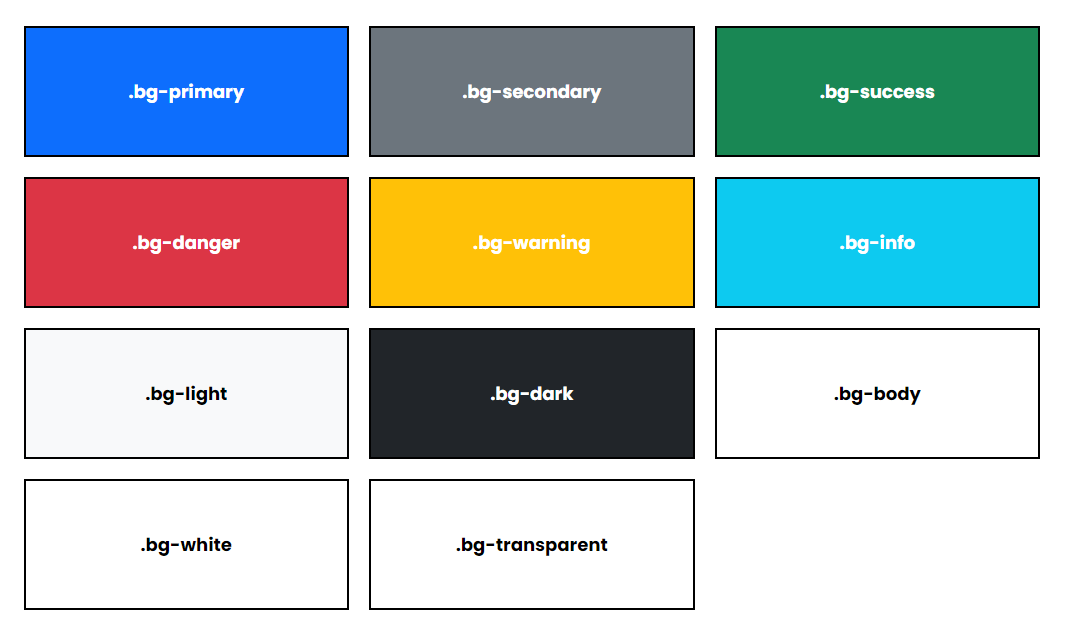 .bg-primary
.bg-secondary
.bg-success
.bg-danger
.bg-warning
.bg-info
.bg-light
.bg-dark
.bg-body
.bg-white
.bg-transparent